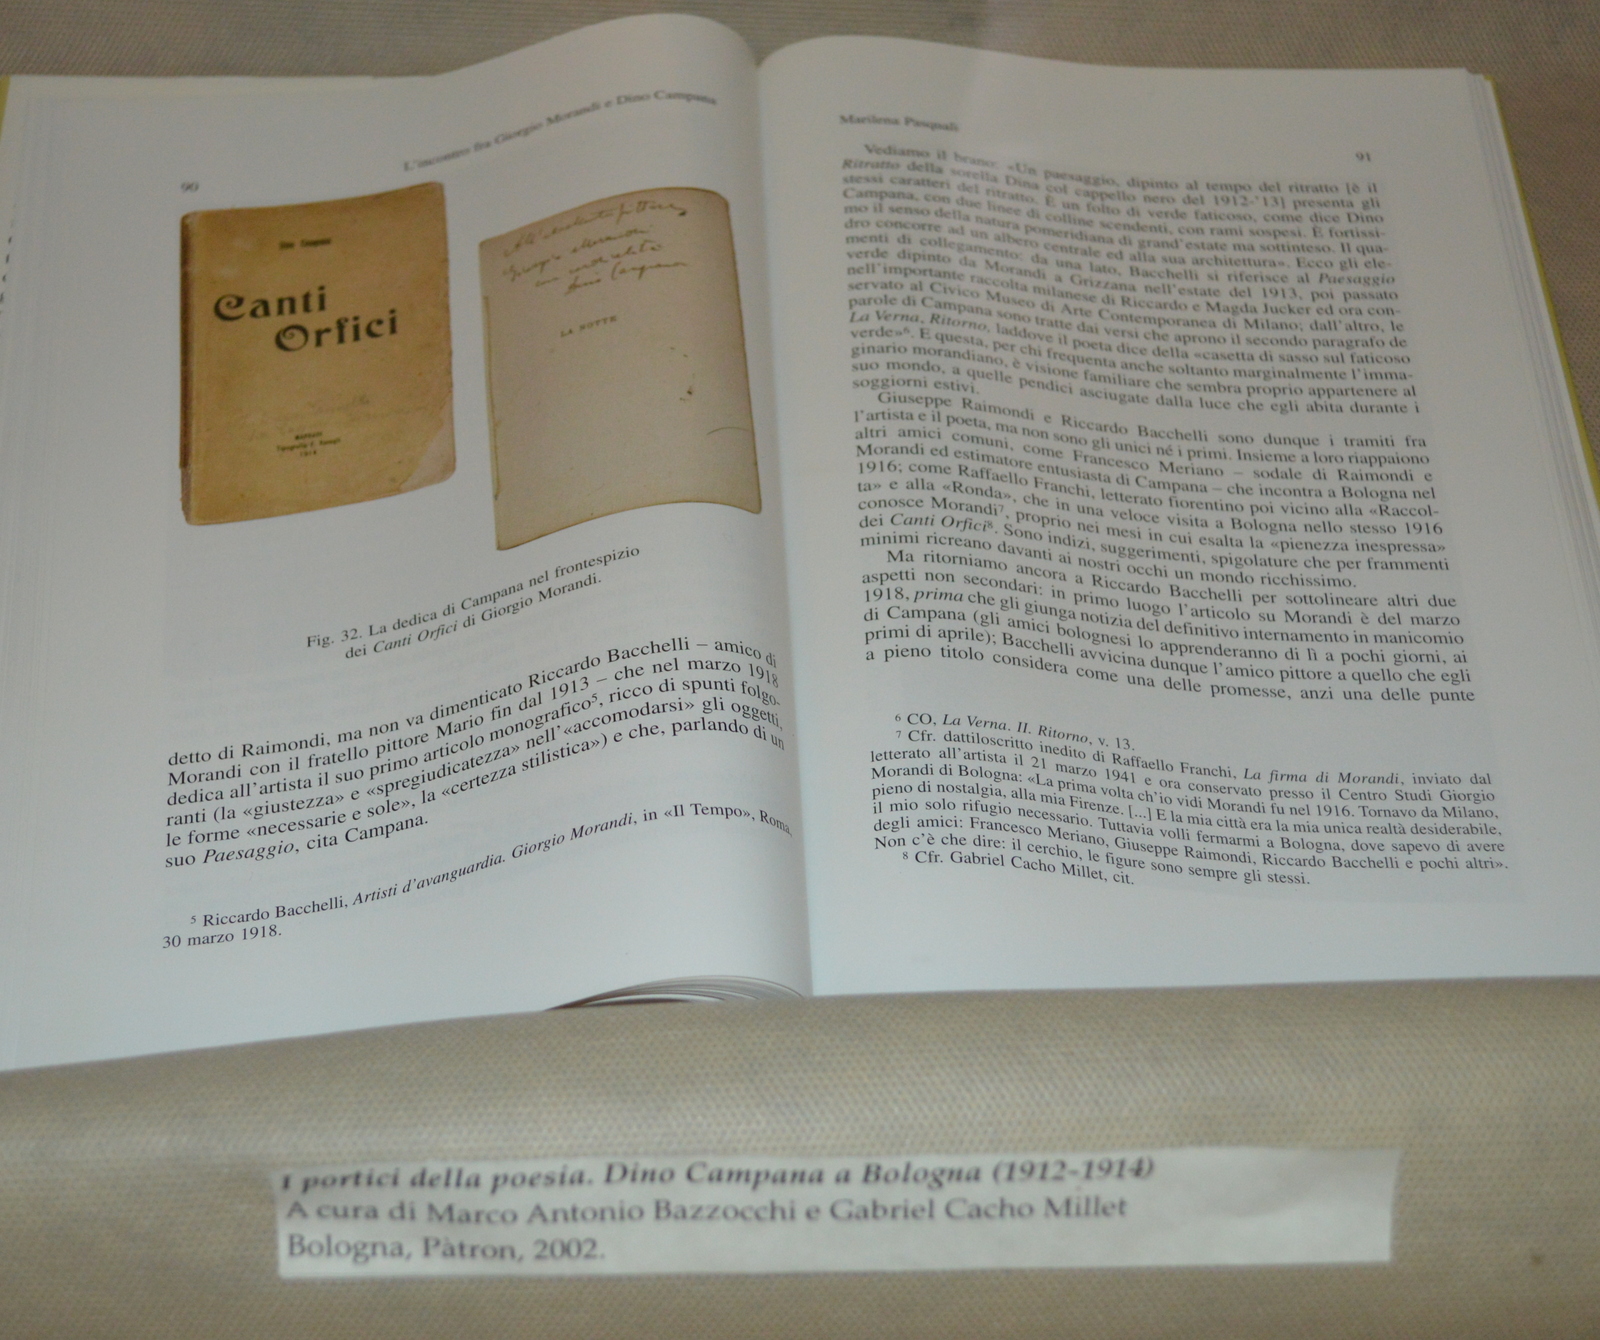 90
L'incontro fra Giorgio Morandi e Dino Campana
Dino Campana
Canti
Orfici
MARRADI
Tipografia F. Ravagli
1914
Giorgio Morandi
con cordialità
Dino Campana
LA NOTTE
Fig. 32. La dedica di Campana nel frontespizio
dei Canti Orfici di Giorgio Morandi.
detto di Raimondi, ma non va dimenticato Riccardo Bacchelli – amico di
Morandi con il fratello pittore Mario fin dal 1913 – che nel marzo 1918
dedica all'artista il suo primo articolo monografico⁵, ricco di spunti folgo-
ranti (la «giustezza» e «spregiudicatezza» nell'«accomodarsi» gli oggetti,
le forme «necessarie e sole», la «certezza stilistica») e che, parlando di un
suo Paesaggio, cita Campana.
⁵ Riccardo Bacchelli, Artisti d'avanguardia. Giorgio Morandi, in «Il Tempo», Roma,
30 marzo 1918.
Marilena Pasquali
91
Vediamo il brano: «Un paesaggio, dipinto al tempo del ritratto [è il
Ritratto della sorella Dina col cappello nero del 1912-'13] presenta gli
stessi caratteri del ritratto. È un folto di verde faticoso, come dice Dino
Campana, con due linee di colline scendenti, con rami sospesi. È fortissi-
mo il senso della natura pomeridiana di grand'estate ma sottinteso. Il qua-
dro concorre ad un albero centrale ed alla sua architettura». Ecco gli ele-
menti di collegamento: da una lato, Bacchelli si riferisce al Paesaggio
verde dipinto da Morandi a Grizzana nell'estate del 1913, poi passato
nell'importante raccolta milanese di Riccardo e Magda Jucker ed ora con-
servato al Civico Museo di Arte Contemporanea di Milano; dall'altro, le
parole di Campana sono tratte dai versi che aprono il secondo paragrafo de
La Verna, Ritorno, laddove il poeta dice della «casetta di sasso sul faticoso
verde»⁶. E questa, per chi frequenta anche soltanto marginalmente l'imma-
ginario morandiano, è visione familiare che sembra proprio appartenere al
suo mondo, a quelle pendici asciugate dalla luce che egli abita durante i
soggiorni estivi.
Giuseppe Raimondi e Riccardo Bacchelli sono dunque i tramiti fra
l'artista e il poeta, ma non sono gli unici né i primi. Insieme a loro riappaiono
altri amici comuni, come Francesco Meriano – sodale di Raimondi e
Morandi ed estimatore entusiasta di Campana – che incontra a Bologna nel
1916; come Raffaello Franchi, letterato fiorentino poi vicino alla «Raccol-
ta» e alla «Ronda», che in una veloce visita a Bologna nello stesso 1916
conosce Morandi⁷, proprio nei mesi in cui esalta la «pienezza inespressa»
dei Canti Orfici⁸. Sono indizi, suggerimenti, spigolature che per frammenti
minimi ricreano davanti ai nostri occhi un mondo ricchissimo.
Ma ritorniamo ancora a Riccardo Bacchelli per sottolineare altri due
aspetti non secondari: in primo luogo l'articolo su Morandi è del marzo
1918, prima che gli giunga notizia del definitivo internamento in manicomio
di Campana (gli amici bolognesi lo apprenderanno di lì a pochi giorni, ai
primi di aprile); Bacchelli avvicina dunque l'amico pittore a quello che egli
a pieno titolo considera come una delle promesse, anzi una delle punte
⁶ CO, La Verna. II. Ritorno, v. 13.
⁷ Cfr. dattiloscritto inedito di Raffaello Franchi, La firma di Morandi, inviato dal
letterato all'artista il 21 marzo 1941 e ora conservato presso il Centro Studi Giorgio
Morandi di Bologna: «La prima volta ch'io vidi Morandi fu nel 1916. Tornavo da Milano,
pieno di nostalgia, alla mia Firenze. [...] E la mia città era la mia unica realtà desiderabile,
il mio solo rifugio necessario. Tuttavia volli fermarmi a Bologna, dove sapevo di avere
degli amici: Francesco Meriano, Giuseppe Raimondi, Riccardo Bacchelli e pochi altri».
Non c'è che dire: il cerchio, le figure sono sempre gli stessi.
⁸ Cfr. Gabriel Cacho Millet, cit.
I portici della poesia. Dino Campana a Bologna (1912-1914)
A cura di Marco Antonio Bazzocchi e Gabriel Cacho Millet
Bologna, Pàtron, 2002.